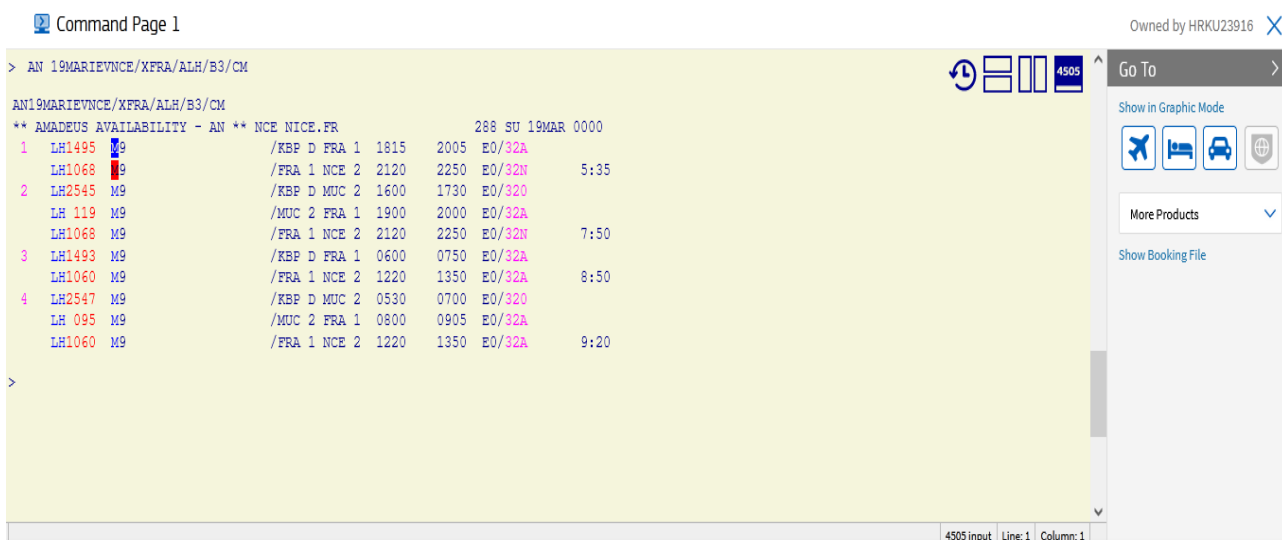 Command Page 1
Owned by HRKU23916
> AN 19MARIEVNCE/XFRA/ALH/B3/CM
4505
Go To
AN19MARIEVNCE/XFRA/ALH/B3/CM
Show in Graphic Mode
** AMADEUS AVAILABILITY - AN ** NCE NICE.FR 288 SU 19MAR 0000
1 LH1495 M9 /KBP D FRA 1 1815 2005 E0/32A
LH1068 M9 /FRA 1 NCE 2 2120 2250 E0/32N 5:35
2 LH2545 M9 /KBP D MUC 2 1600 1730 E0/320
LH 119 M9 /MUC 2 FRA 1 1900 2000 E0/32A
LH1068 M9 /FRA 1 NCE 2 2120 2250 E0/32N 7:50
3 LH1493 M9 /KBP D FRA 1 0600 0750 E0/32A
LH1060 M9 /FRA 1 NCE 2 1220 1350 E0/32A 8:50
4 LH2547 M9 /KBP D MUC 2 0530 0700 E0/320
LH 095 M9 /MUC 2 FRA 1 0800 0905 E0/32A
LH1060 M9 /FRA 1 NCE 2 1220 1350 E0/32A 9:20
>
More Products
Show Booking File
4505 input Line: 1 Column: 1